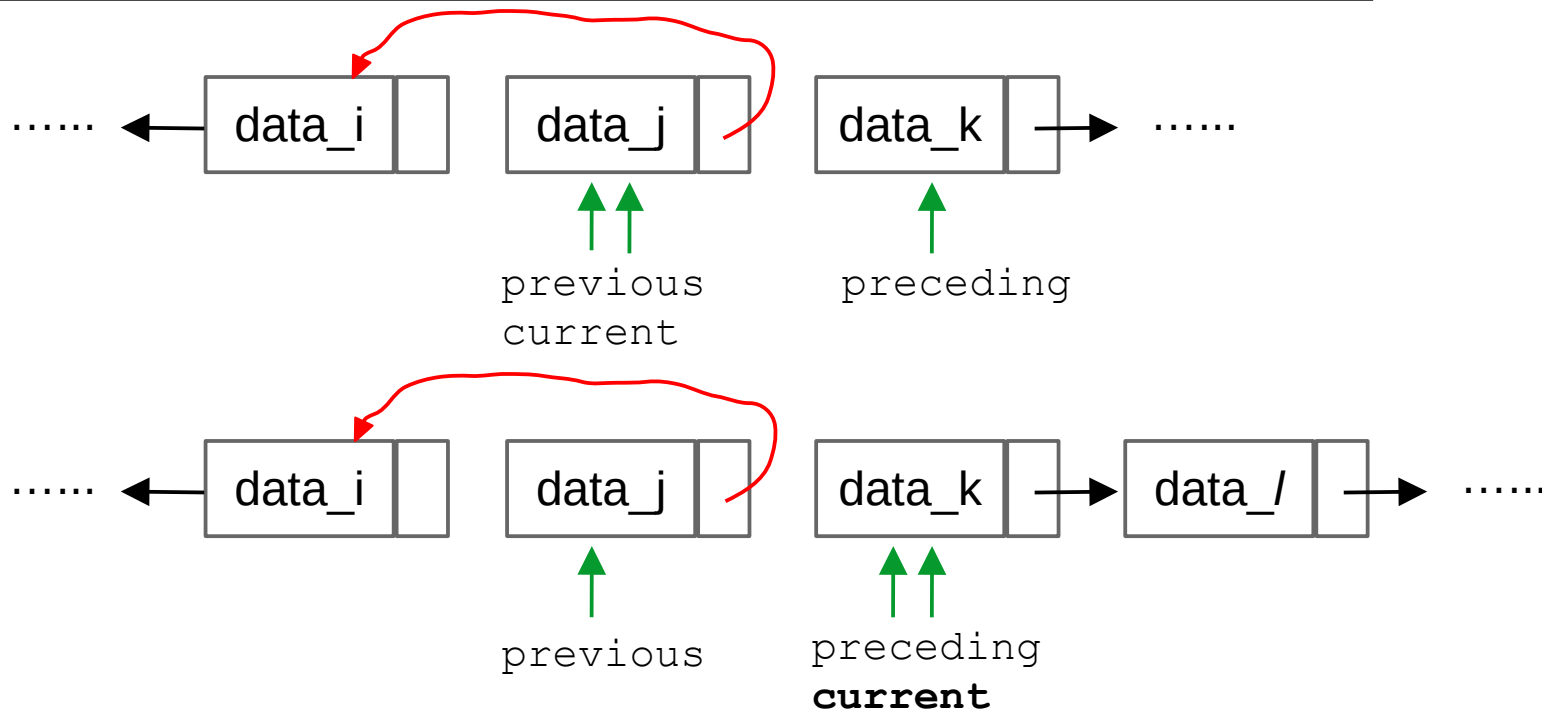 ...... data_i data_j data_k ......
previous preceding
current
...... data_i data_j data_k data_l ......
previous preceding
current